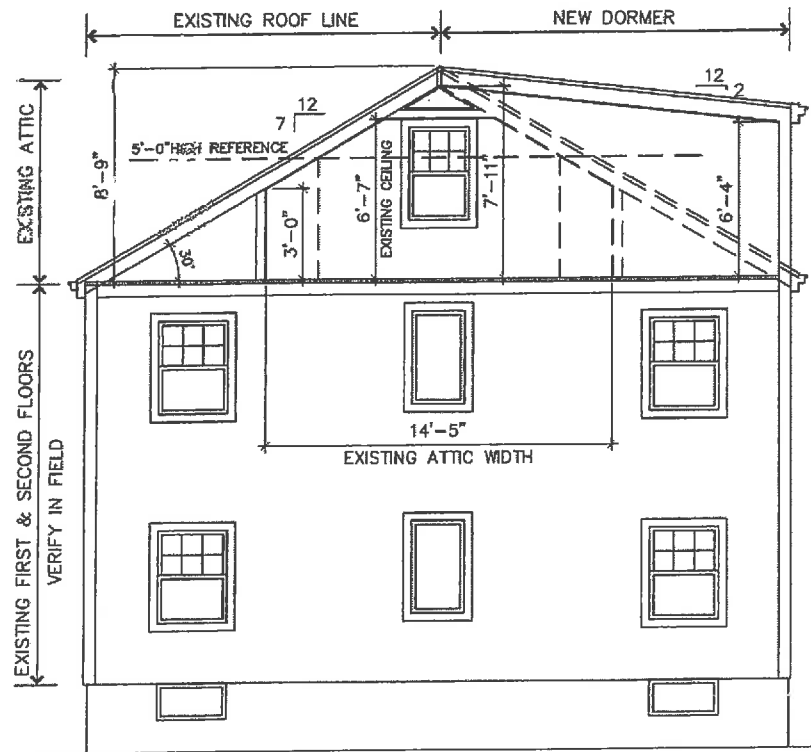 EXISTING ROOF LINE
NEW DORMER
12
7
12
2
5'-0" HIGH REFERENCE
EXISTING ATTIC
8'-9"
30°
3'-0"
6'-7"
EXISTING CEILING
7'-11"
6'-4"
14'-5"
EXISTING ATTIC WIDTH
EXISTING FIRST & SECOND FLOORS
VERIFY IN FIELD